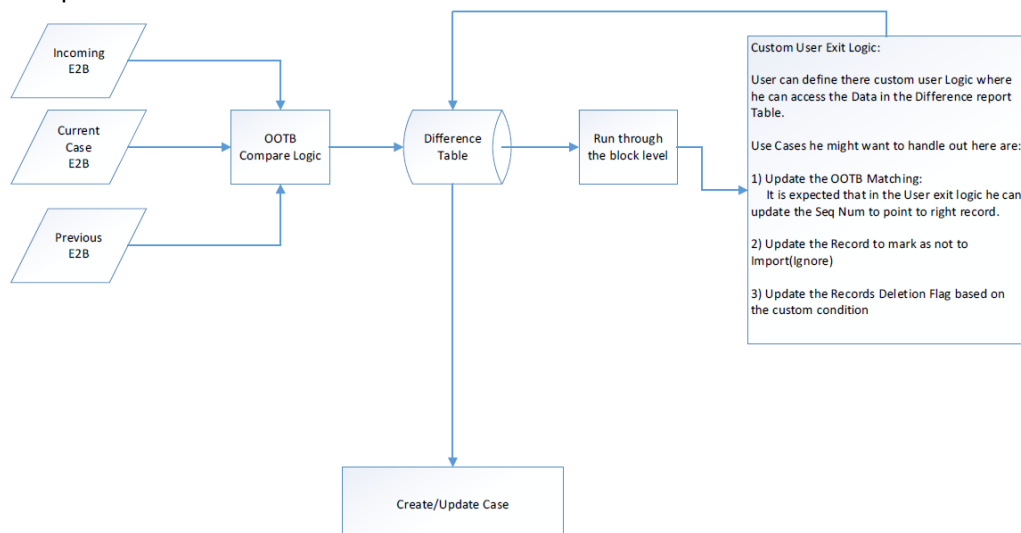 Incoming
E2B
Current
Case
E2B
Previous
E2B
OOTB
Compare Logic
Difference
Table
Run through
the block level
Custom User Exit Logic:
User can define there custom user Logic where
he can access the Data in the Difference report
Table.
Use Cases he might want to handle out here are:
1) Update the OOTB Matching:
It is expected that in the User exit logic he can
update the Seq Num to point to right record.
2) Update the Record to mark as not to
Import(Ignore)
3) Update the Records Deletion Flag based on
the custom condition
Create/Update Case